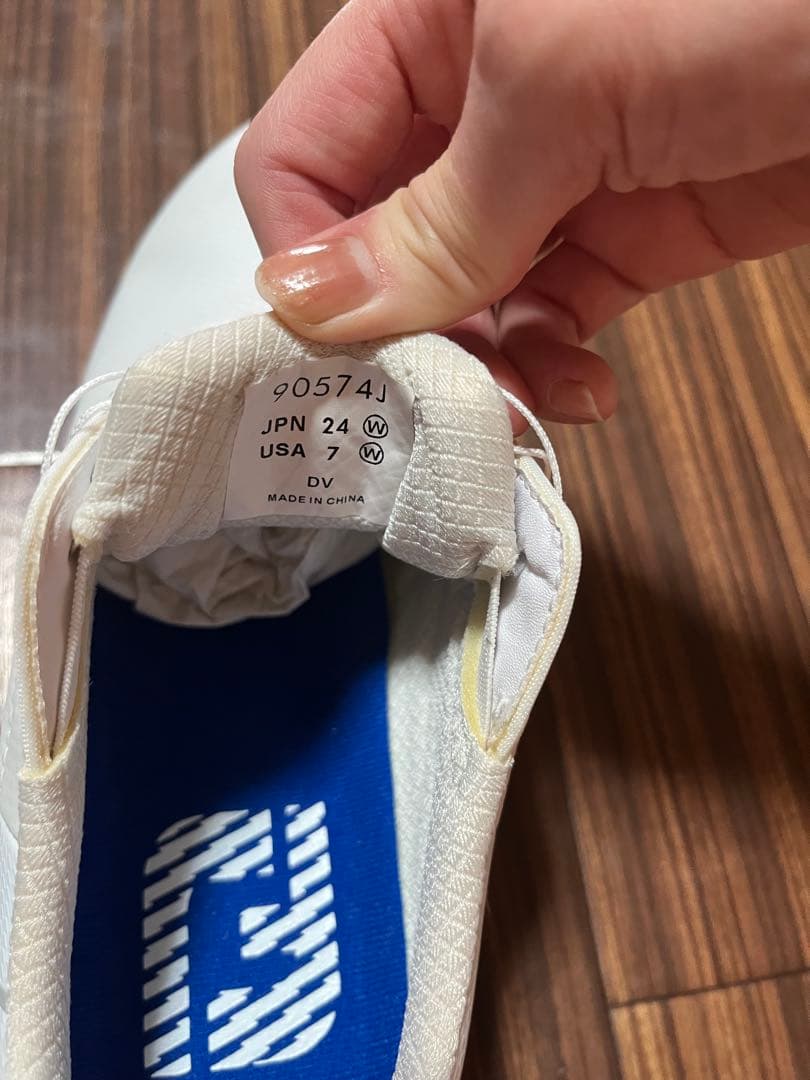 90574J
JPN 24 Ⓦ
USA 7 Ⓦ
DV
MADE IN CHINA